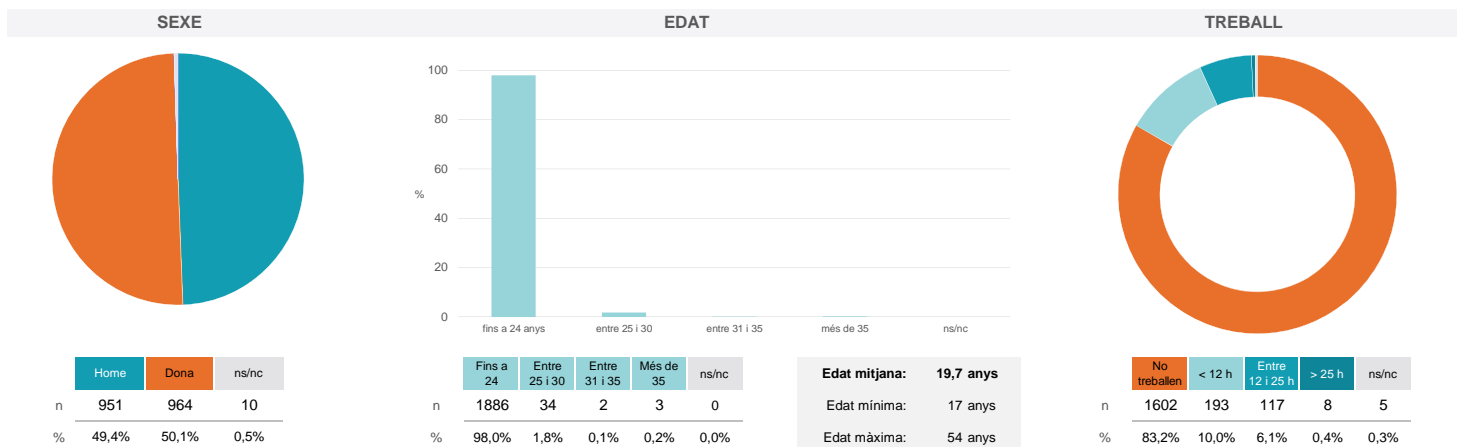 SEXE
EDAT
TREBALL
100
80
60
%
40
20
0
fins a 24 anys
entre 25 i 30
entre 31 i 35
més de 35
ns/nc
Home
Dona
ns/nc
n
951
964
10
%
49,4%
50,1%
0,5%
Fins a
24
Entre
25 i 30
Entre
31 i 35
Més de
35
ns/nc
n
1886
34
2
3
0
%
98,0%
1,8%
0,1%
0,2%
0,0%
Edat mitjana: 19,7 anys
Edat mínima: 17 anys
Edat màxima: 54 anys
No
treballen
< 12 h
Entre
12 i 25 h
> 25 h
ns/nc
n
1602
193
117
8
5
%
83,2%
10,0%
6,1%
0,4%
0,3%